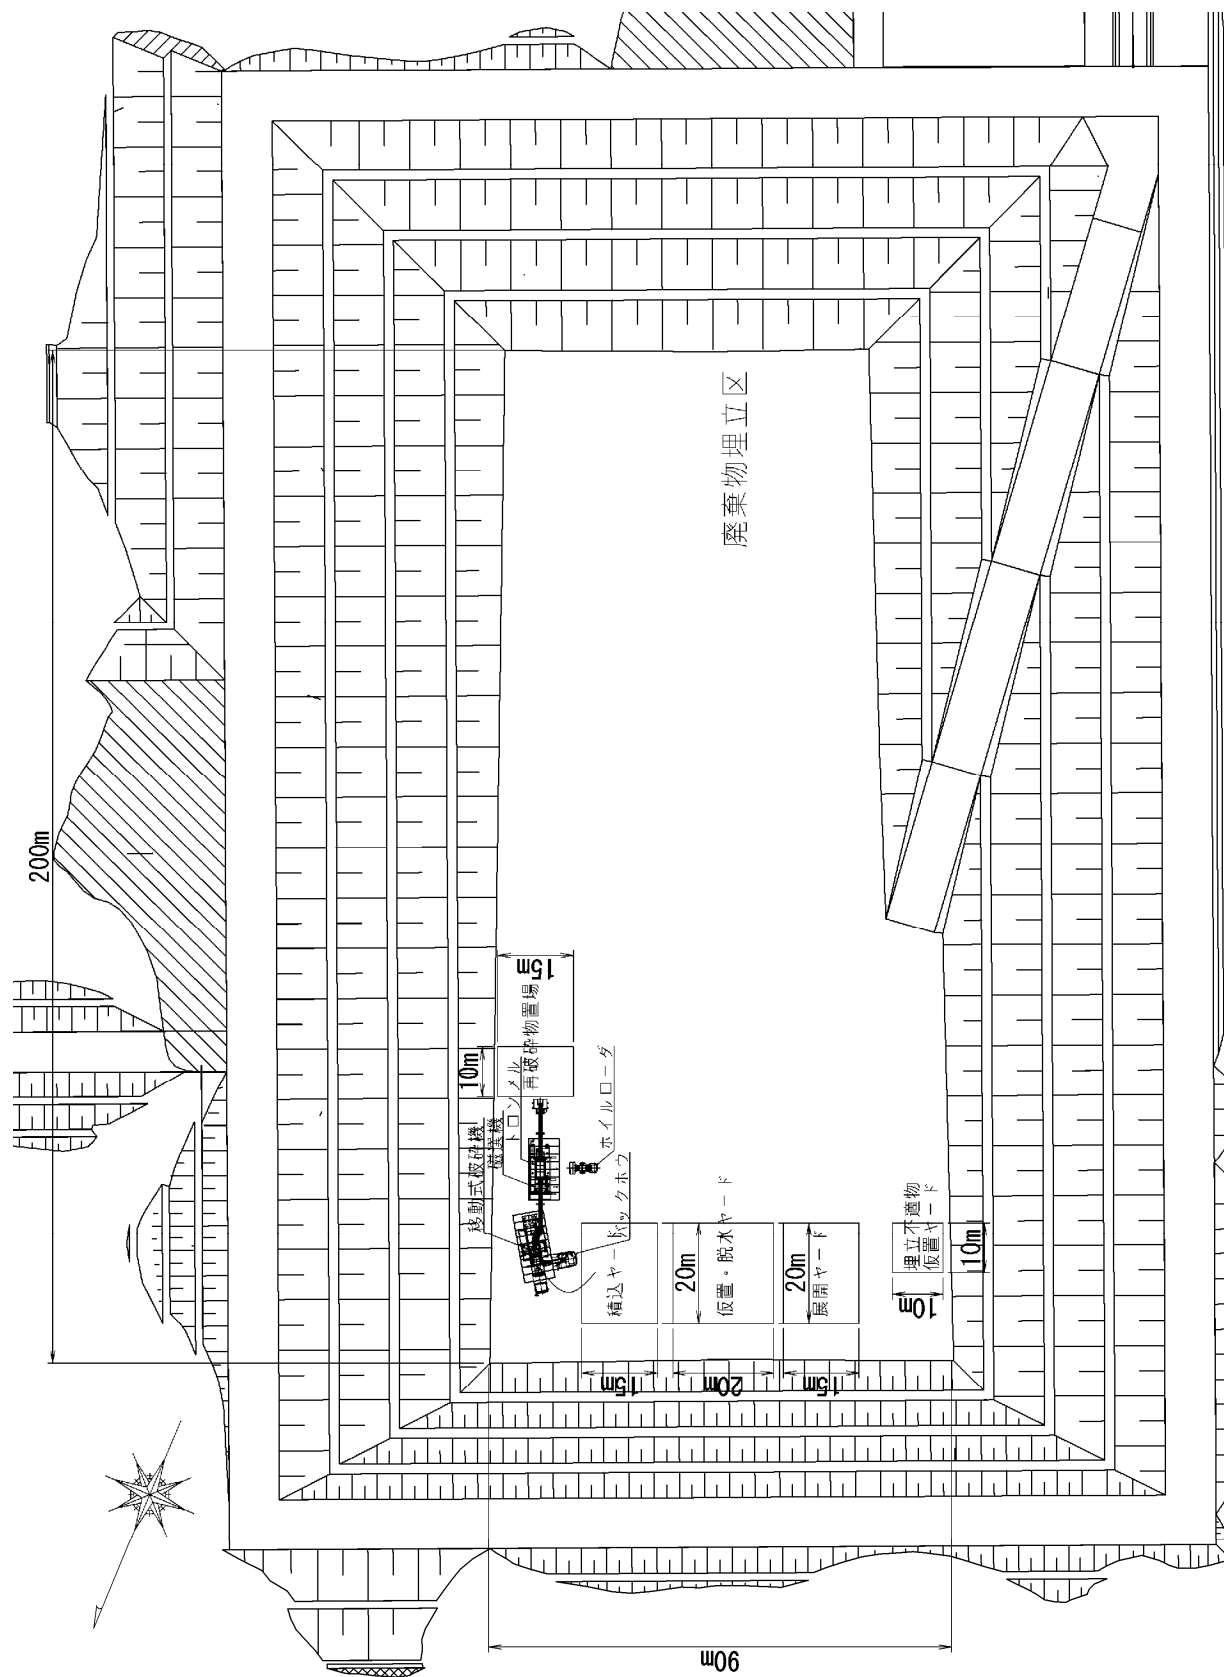 200m
廃棄物埋立区
15m
10m
再破砕物置場
トロンメル
磁選機
移動式破砕機
ホイルローダ
バックホウ
積込ヤード
15m
20m
仮置・脱水ヤード
20m
20m
展開ヤード
15m
埋立不適物
仮置ヤード
10m
10m
90m